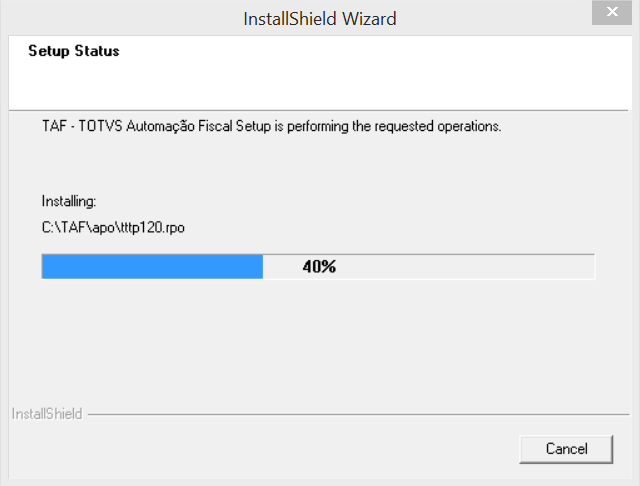 InstallShield Wizard
Setup Status
TAF - TOTVS Automação Fiscal Setup is performing the requested operations.
Installing:
C:\TAF\apo\tttp120.rpo
40%
InstallShield
Cancel